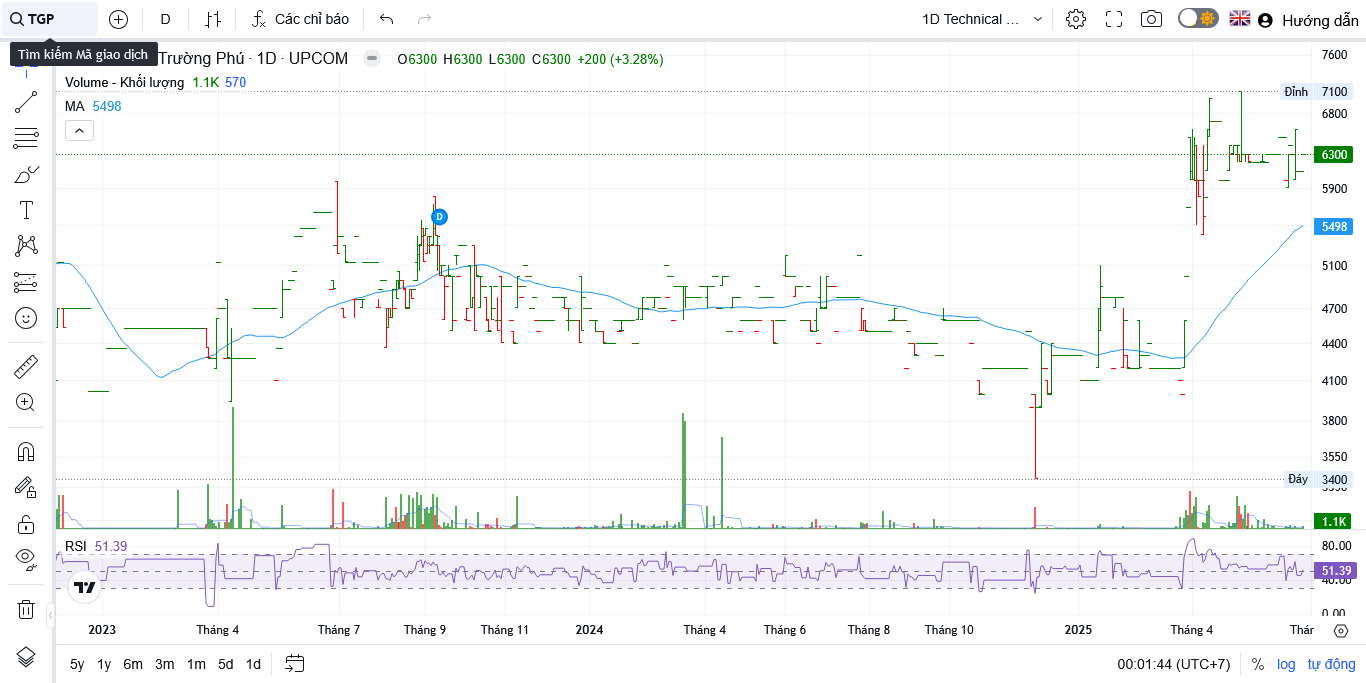 TGP
D
Các chỉ báo
1D Technical ...
Hướng dẫn
Tìm kiếm Mã giao dịch
Trường Phú · 1D · UPCOM
O6300 H6300 L6300 C6300 +200 (+3.28%)
Volume - Khối lượng 1.1K 570
MA 5498
7600
Đỉnh 7100
6800
6300
5900
5498
D
5100
4700
4400
4100
3800
3550
Đáy 3400
1.1K
RSI 51.39
80.00
51.39
40.00
0.00
2023 Tháng 4 Tháng 7 Tháng 9 Tháng 11 2024 Tháng 4 Tháng 6 Tháng 8 Tháng 10 2025 Tháng 4 Thár
5y 1y 6m 3m 1m 5d 1d
00:01:44 (UTC+7) % log tự động